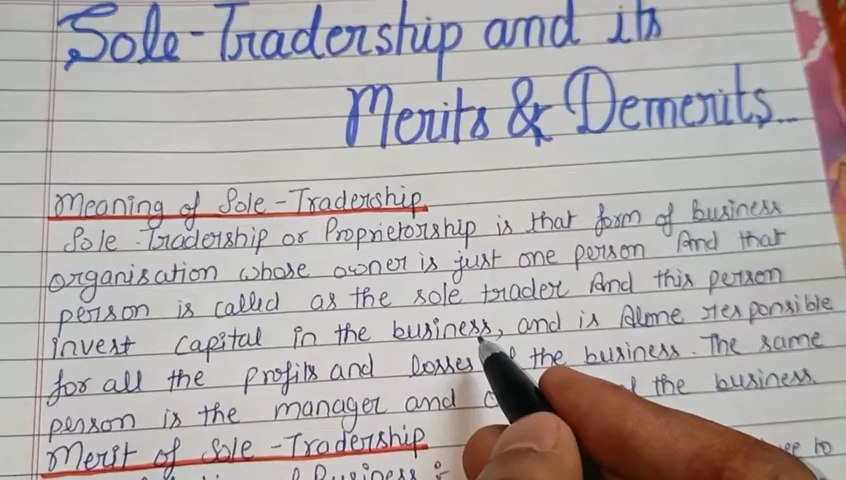 Sole-Tradership and its
Merits & Demerits...
Meaning of Sole-Tradership.
Sole-Tradership or Proprietorship is that form of business
organisation whose owner is just one person And that
person is called as the sole trader And this person
invest capital in the business, and is Alone responsible
for all the profits and losses the business. The same
person is the manager and the business.
Merit of Sole-Tradership
Business :-
to